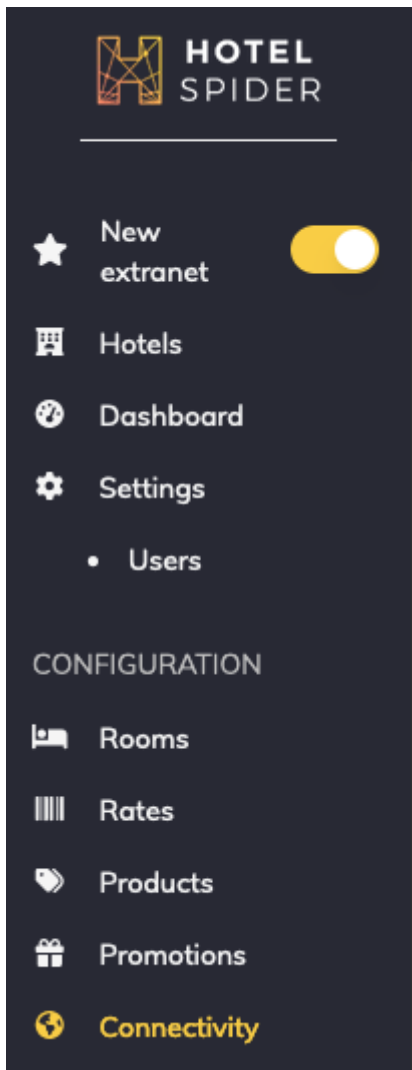 HOTEL
SPIDER
New
extranet
Hotels
Dashboard
Settings
Users
CONFIGURATION
Rooms
Rates
Products
Promotions
Connectivity